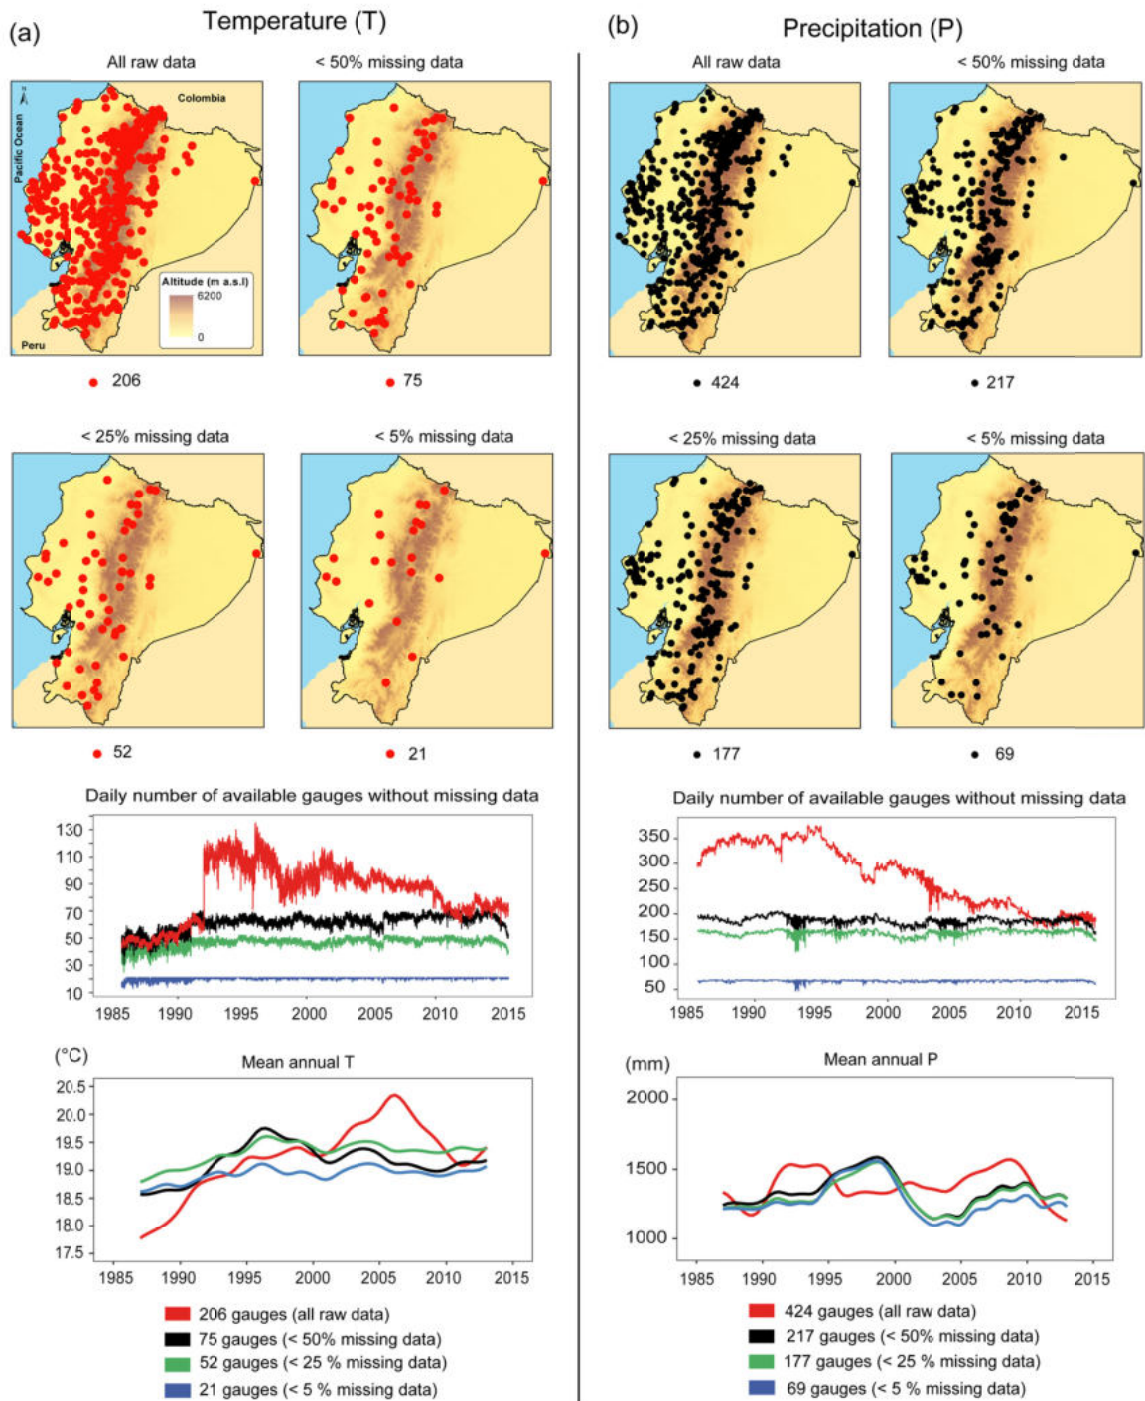 (a)
Temperature (T)
All raw data
< 50% missing data
N
Colombia
Pacific Ocean
Altitude (m a.s.l)
6200
0
Peru
206
75
< 25% missing data
< 5% missing data
52
21
Daily number of available gauges without missing data
130
110
90
70
50
30
10
1985 1990 1995 2000 2005 2010 2015
(°C)
Mean annual T
20.5
20.0
19.5
19.0
18.5
18.0
17.5
1985 1990 1995 2000 2005 2010 2015
206 gauges (all raw data)
75 gauges (< 50% missing data)
52 gauges (< 25 % missing data)
21 gauges (< 5 % missing data)
(b)
Precipitation (P)
All raw data
< 50% missing data
424
217
< 25% missing data
< 5% missing data
177
69
Daily number of available gauges without missing data
350
300
250
200
150
100
50
1985 1990 1995 2000 2005 2010 2015
(mm)
Mean annual P
2000
1500
1000
1985 1990 1995 2000 2005 2010 2015
424 gauges (all raw data)
217 gauges (< 50% missing data)
177 gauges (< 25 % missing data)
69 gauges (< 5 % missing data)